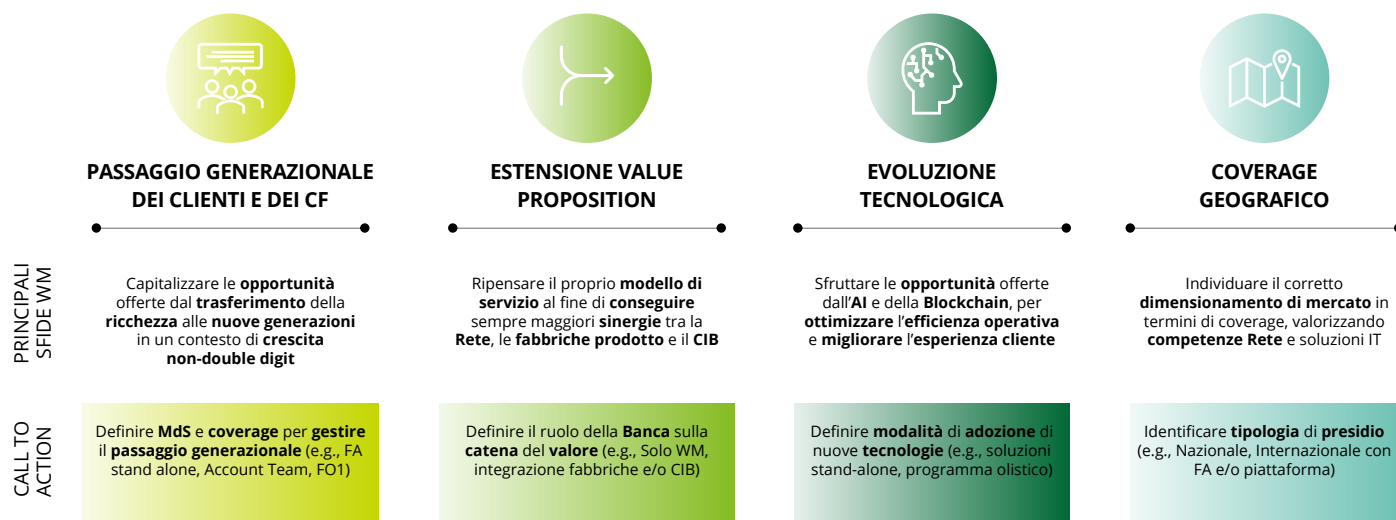 PASSAGGIO GENERAZIONALE
DEI CLIENTI E DEI CF
ESTENSIONE VALUE
PROPOSITION
EVOLUZIONE
TECNOLOGICA
COVERAGE
GEOGRAFICO
PRINCIPALI
SFIDE WM
Capitalizzare le opportunità
offerte dal trasferimento della
ricchezza alle nuove generazioni
in un contesto di crescita
non-double digit
Ripensare il proprio modello di
servizio al fine di conseguire
sempre maggiori sinergie tra la
Rete, le fabbriche prodotto e il CIB
Sfruttare le opportunità offerte
dall'AI e della Blockchain, per
ottimizzare l'efficienza operativa
e migliorare l'esperienza cliente
Individuare il corretto
dimensionamento di mercato in
termini di coverage, valorizzando
competenze Rete e soluzioni IT
CALL TO
ACTION
Definire MdS e coverage per gestire
il passaggio generazionale (e.g., FA
stand alone, Account Team, FO1)
Definire il ruolo della Banca sulla
catena del valore (e.g., Solo WM,
integrazione fabbriche e/o CIB)
Definire modalità di adozione di
nuove tecnologie (e.g., soluzioni
stand-alone, programma olistico)
Identificare tipologia di presidio
(e.g., Nazionale, Internazionale con
FA e/o piattaforma)